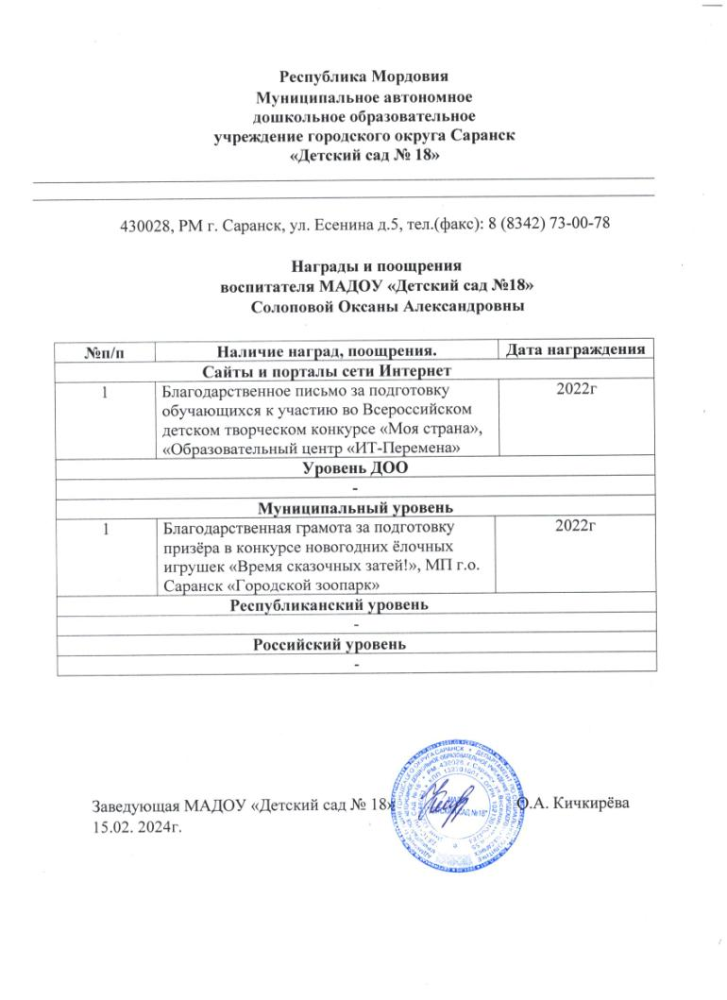 Республика Мордовия
Муниципальное автономное
дошкольное образовательное
учреждение городского округа Саранск
«Детский сад № 18»
430028, РМ г. Саранск, ул. Есенина д.5, тел.(факс): 8 (8342) 73-00-78
Награды и поощрения
воспитателя МАДОУ «Детский сад №18»
Солоповой Оксаны Александровны
№п/п Наличие наград, поощрения. Дата награждения
Сайты и порталы сети Интернет
1 Благодарственное письмо за подготовку 2022г
обучающихся к участию во Всероссийском
детском творческом конкурсе «Моя страна»,
«Образовательный центр «ИТ-Перемена»
Уровень ДОО
-
Муниципальный уровень
1 Благодарственная грамота за подготовку 2022г
призёра в конкурсе новогодних ёлочных
игрушек «Время сказочных затей!», МП г.о.
Саранск «Городской зоопарк»
Республиканский уровень
-
Российский уровень
-
Заведующая МАДОУ «Детский сад № 18» О.А. Кичкирёва
15.02. 2024г.